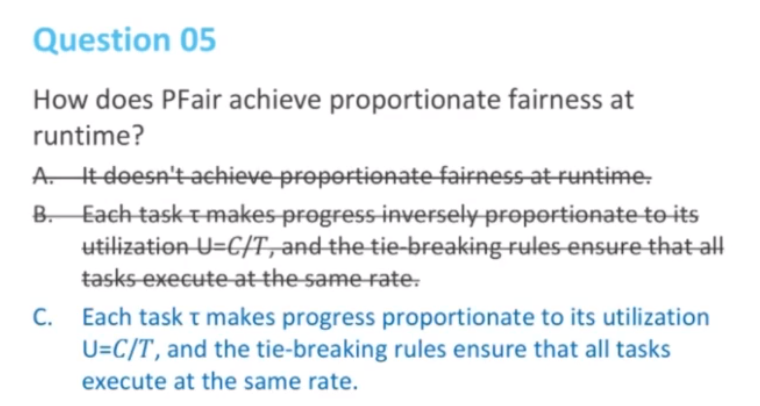 Question 05
How does PFair achieve proportionate fairness at
runtime?
A. It doesn't achieve proportionate fairness at runtime.
B. Each task τ makes progress inversely proportionate to its
utilization U=C/T, and the tie-breaking rules ensure that all
tasks execute at the same rate.
C. Each task τ makes progress proportionate to its utilization
U=C/T, and the tie-breaking rules ensure that all tasks
execute at the same rate.